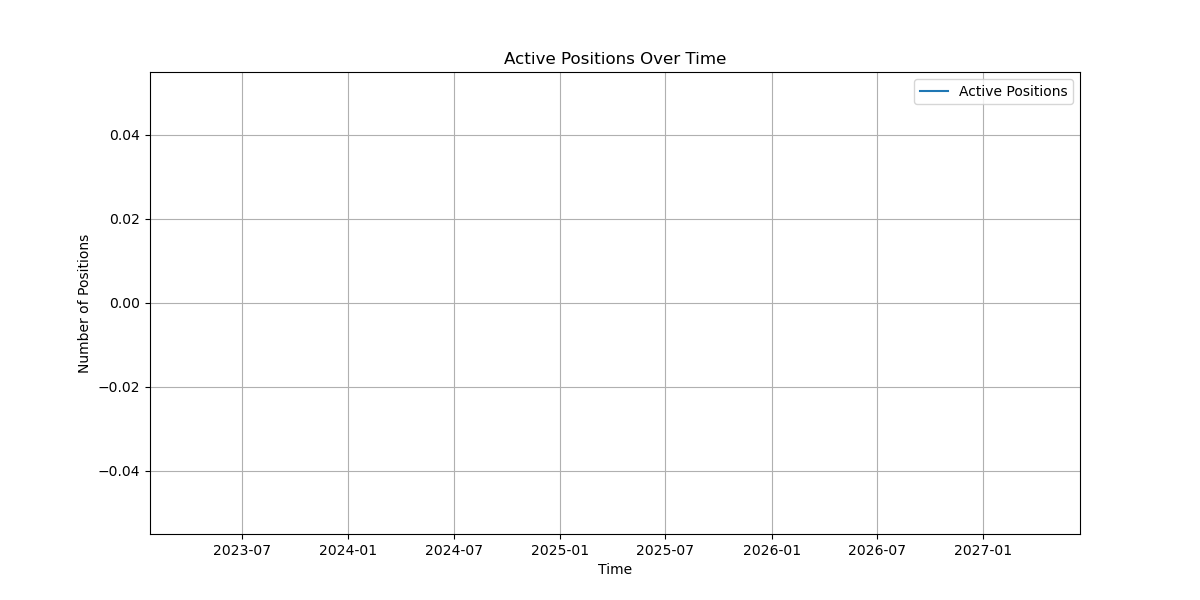 Active Positions Over Time
Active Positions
0.04
0.02
0.00
−0.02
−0.04
Number of Positions
2023-07 2024-01 2024-07 2025-01 2025-07 2026-01 2026-07 2027-01
Time